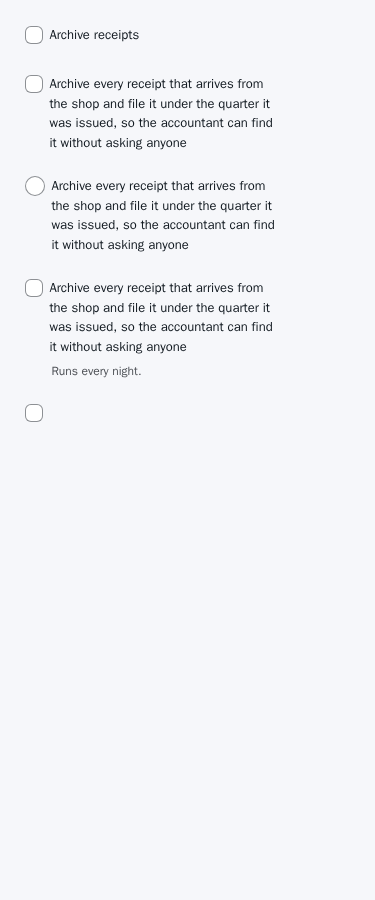 Archive receipts
Archive every receipt that arrives from
the shop and file it under the quarter it
was issued, so the accountant can find
it without asking anyone
Archive every receipt that arrives from
the shop and file it under the quarter it
was issued, so the accountant can find
it without asking anyone
Archive every receipt that arrives from
the shop and file it under the quarter it
was issued, so the accountant can find
it without asking anyone
Runs every night.